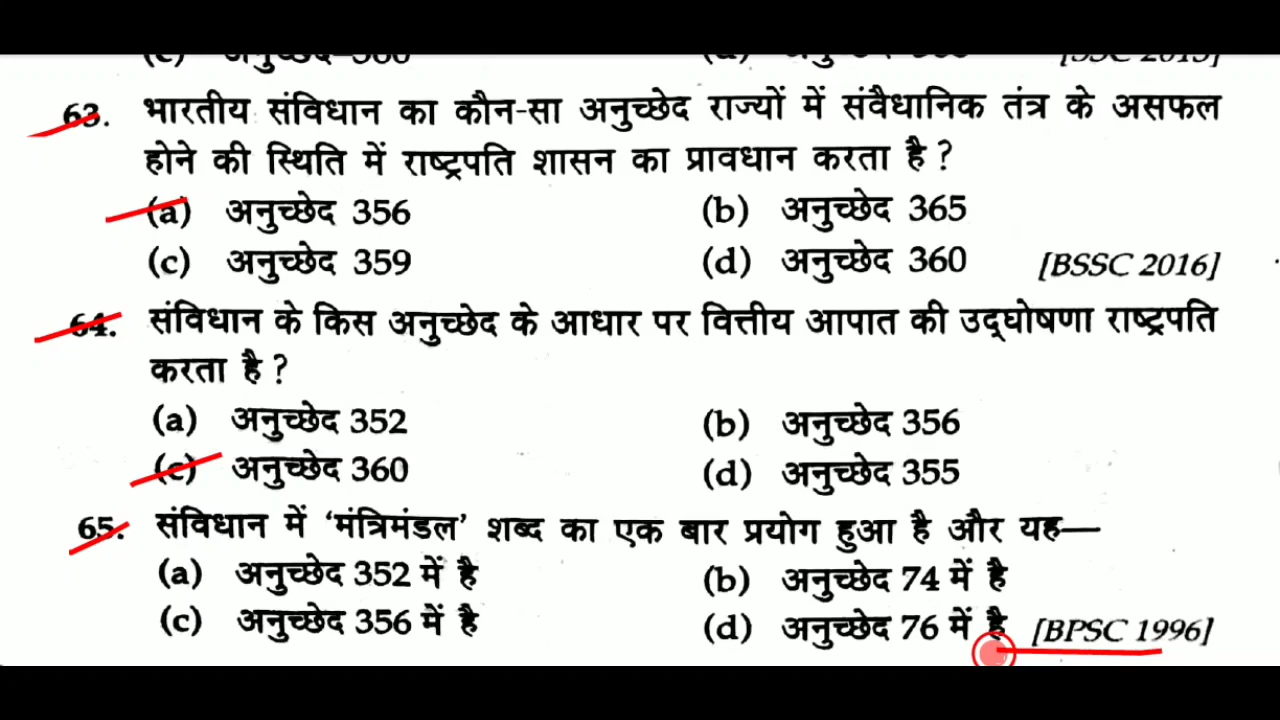 63. भारतीय संविधान का कौन-सा अनुच्छेद राज्यों में संवैधानिक तंत्र के असफल
होने की स्थिति में राष्ट्रपति शासन का प्रावधान करता है ?
(a) अनुच्छेद 356 (b) अनुच्छेद 365
(c) अनुच्छेद 359 (d) अनुच्छेद 360 [BSSC 2016]
64. संविधान के किस अनुच्छेद के आधार पर वित्तीय आपात की उद्घोषणा राष्ट्रपति
करता है ?
(a) अनुच्छेद 352 (b) अनुच्छेद 356
(c) अनुच्छेद 360 (d) अनुच्छेद 355
65. संविधान में ‘मंत्रिमंडल’ शब्द का एक बार प्रयोग हुआ है और यह—
(a) अनुच्छेद 352 में है (b) अनुच्छेद 74 में है
(c) अनुच्छेद 356 में है (d) अनुच्छेद 76 में है [BPSC 1996]